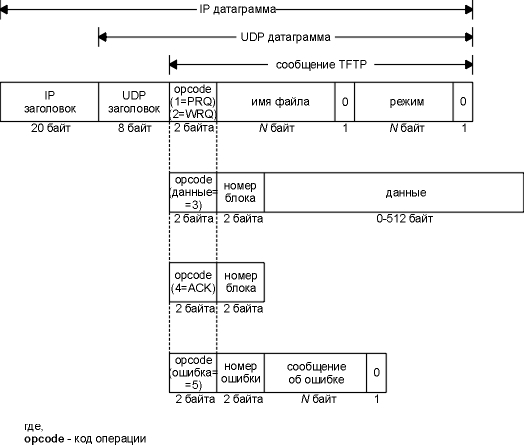 IP датаграмма
UDP датаграмма
сообщение TFTP
IP заголовок
UDP заголовок
opcode (1=PRQ) (2=WRQ)
имя файла
0
режим
0
20 байт
8 байт
2 байта
N байт
1
N байт
1
opcode (данные= =3)
номер блока
данные
2 байта
2 байта
0-512 байт
opcode (4=ACK)
номер блока
2 байта
2 байта
opcode (ошибка= =5)
номер ошибки
сообщение об ошибке
0
2 байта
2 байта
N байт
1
где,
opcode - код операции